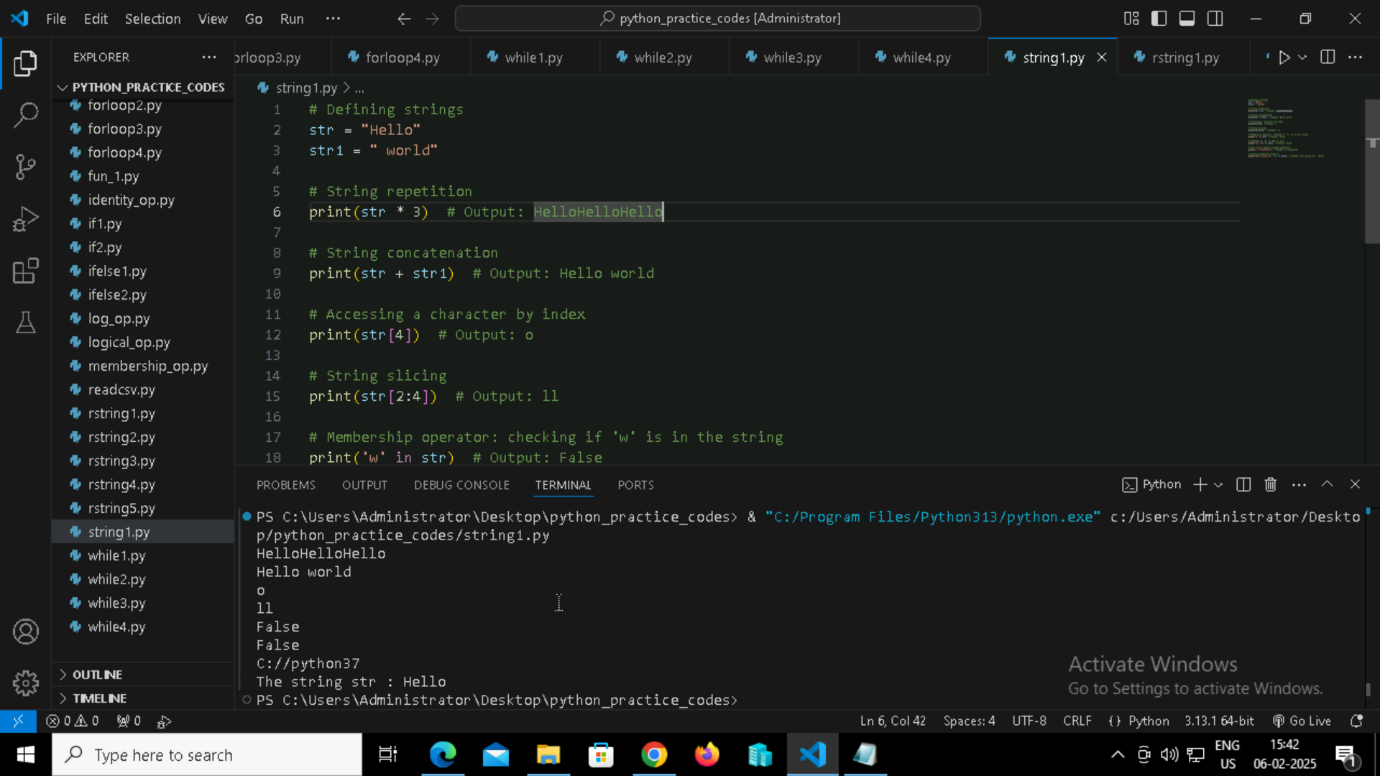 File Edit Selection View Go Run ··· python_practice_codes [Administrator]
EXPLORER ···
orloop3.py forloop4.py while1.py while2.py while3.py while4.py string1.py rstring1.py ···
PYTHON_PRACTICE_CODES
forloop2.py
forloop3.py
forloop4.py
fun_1.py
identity_op.py
if1.py
if2.py
ifelse1.py
ifelse2.py
log_op.py
logical_op.py
membership_op.py
readcsv.py
rstring1.py
rstring2.py
rstring3.py
rstring4.py
rstring5.py
string1.py
while1.py
while2.py
while3.py
while4.py
OUTLINE
TIMELINE
string1.py > ...
1 # Defining strings
2 str = "Hello"
3 str1 = " world"
4
5 # String repetition
6 print(str * 3)  # Output: HelloHelloHello
7
8 # String concatenation
9 print(str + str1)  # Output: Hello world
10
11 # Accessing a character by index
12 print(str[4])  # Output: o
13
14 # String slicing
15 print(str[2:4])  # Output: ll
16
17 # Membership operator: checking if 'w' is in the string
18 print('w' in str)  # Output: False
PROBLEMS OUTPUT DEBUG CONSOLE TERMINAL PORTS Python ···
PS C:\Users\Administrator\Desktop\python_practice_codes> & "C:/Program Files/Python313/python.exe" c:/Users/Administrator/Deskto
p/python_practice_codes/string1.py
HelloHelloHello
Hello world
o
ll
False
False
C://python37
The string str : Hello
PS C:\Users\Administrator\Desktop\python_practice_codes>
Activate Windows
Go to Settings to activate Windows.
0 0 0 Ln 6, Col 42 Spaces: 4 UTF-8 CRLF {} Python 3.13.1 64-bit Go Live
Type here to search
ENG
US
15:42
06-02-2025
1